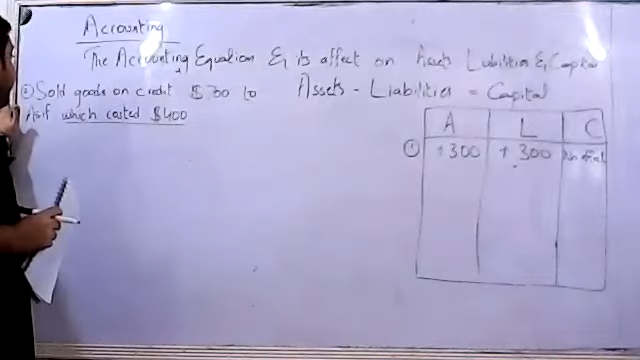 Accounting
The Accounting Equation & its affect on Assets Liabilities & Capital
② Sold goods on credit $700 to
Asif which costed $400
Assets - Liabilities = Capital
A L C
① +300 +300 No effect